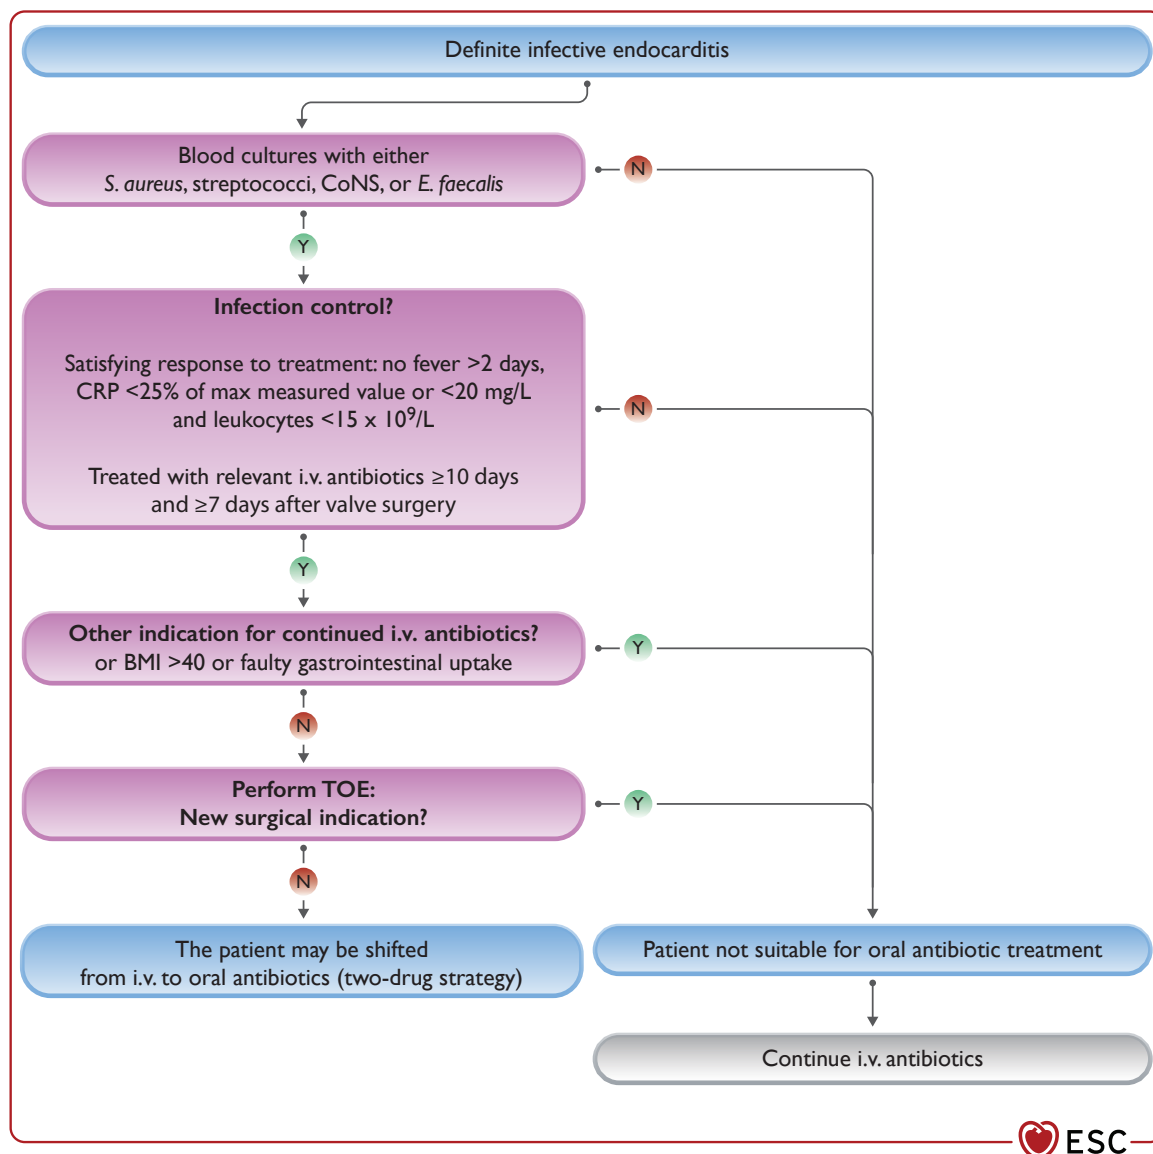 Definite infective endocarditis
Blood cultures with either
S. aureus, streptococci, CoNS, or E. faecalis
N
Y
Infection control?
Satisfying response to treatment: no fever >2 days,
CRP <25% of max measured value or <20 mg/L
and leukocytes <15 x 10⁹/L
Treated with relevant i.v. antibiotics ≥10 days
and ≥7 days after valve surgery
N
Y
Other indication for continued i.v. antibiotics?
or BMI >40 or faulty gastrointestinal uptake
Y
N
Perform TOE:
New surgical indication?
Y
N
The patient may be shifted
from i.v. to oral antibiotics (two-drug strategy)
Patient not suitable for oral antibiotic treatment
Continue i.v. antibiotics
ESC